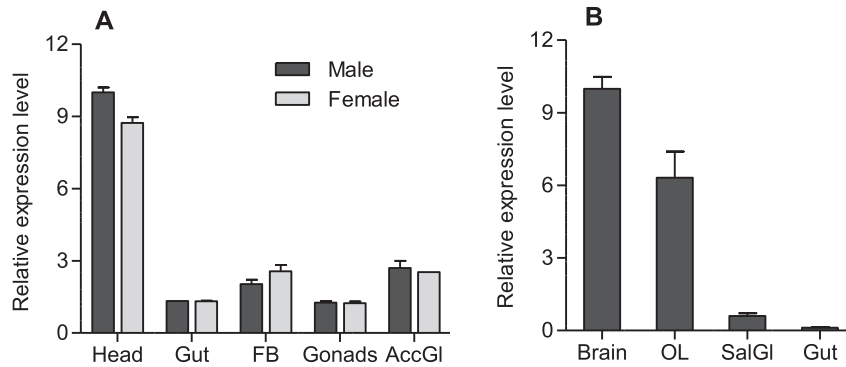 A
12
9
6
3
0
Relative expression level
Male
Female
Head Gut FB Gonads AccGl
B
12
9
6
3
0
Relative expression level
Brain OL SalGl Gut